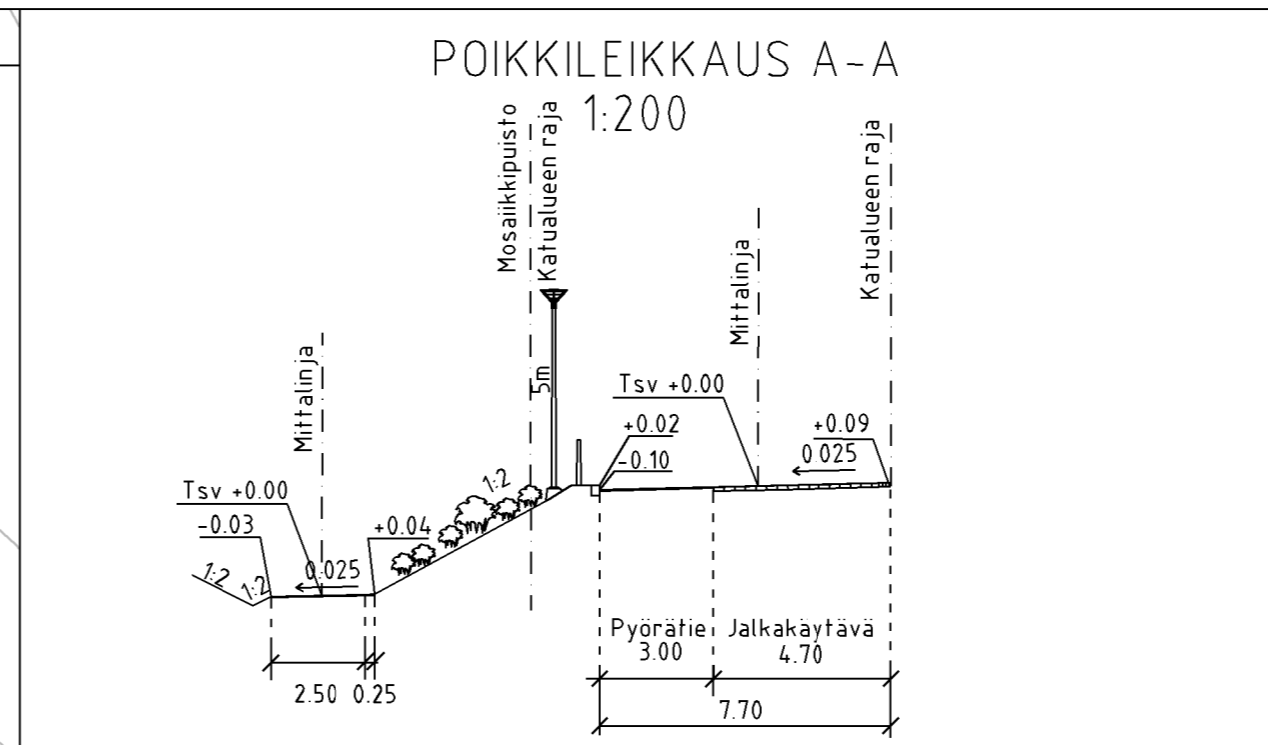 POIKKILEIKKAUS A-A
1:200
Mosaiikkipuisto
Katualueen raja
Katualueen raja
Mittalinja
Mittalinja
5m
Tsv +0.00
+0.02
-0.10
+0.09
0.025
1:2
Tsv +0.00
-0.03
+0.04
0.025
1:2
1:2
Pyörätie
3.00
Jalkakäytävä
4.70
2.50
0.25
7.70